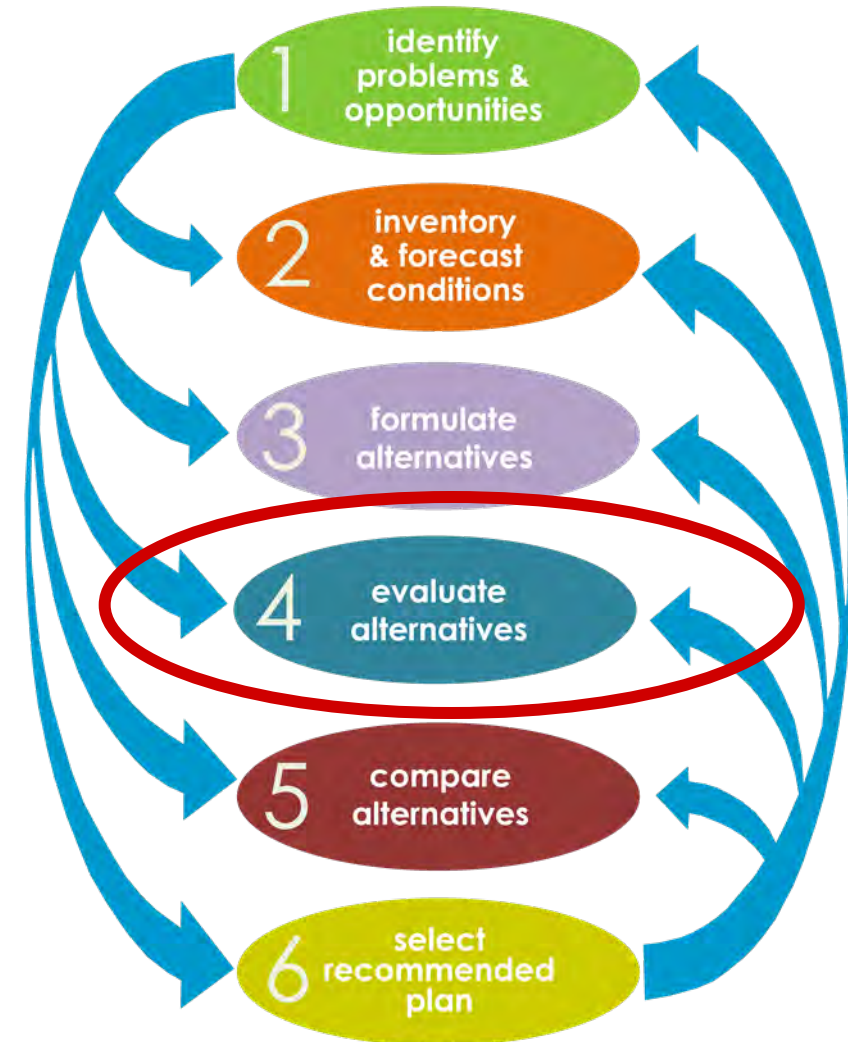 1
identify
problems &
opportunities
2
inventory
& forecast
conditions
3
formulate
alternatives
4
evaluate
alternatives
5
compare
alternatives
6
select
recommended
plan